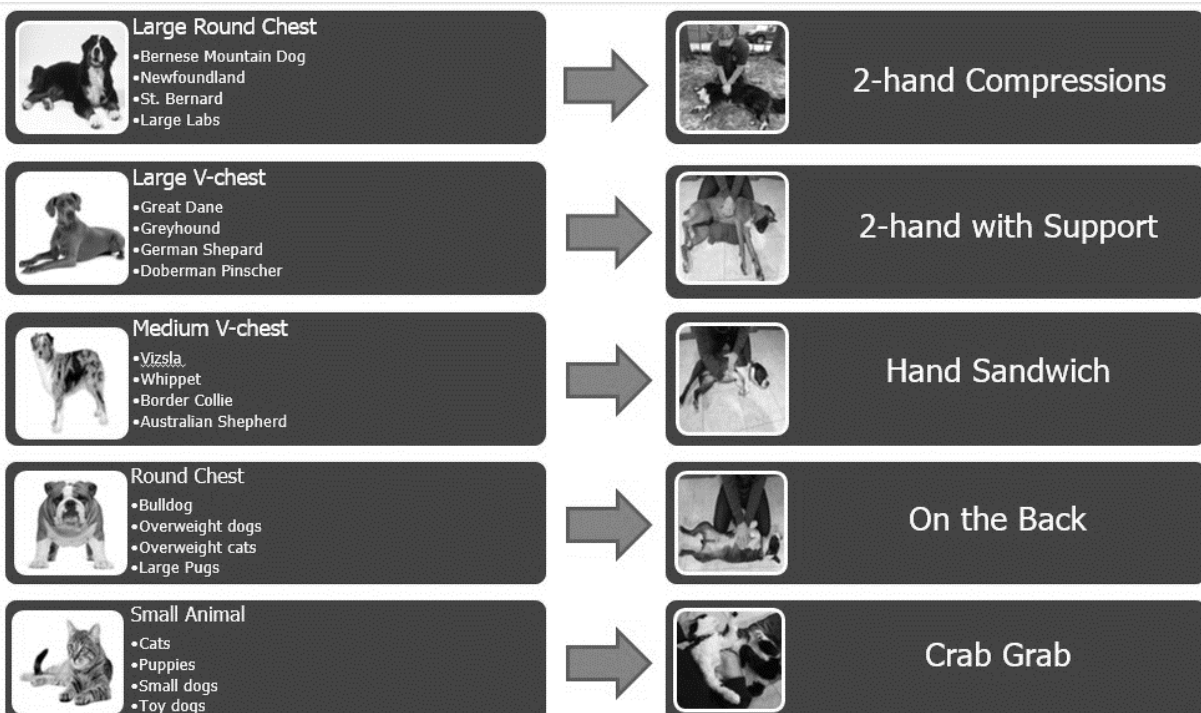 Large Round Chest
•Bernese Mountain Dog
•Newfoundland
•St. Bernard
•Large Labs
2-hand Compressions
Large V-chest
•Great Dane
•Greyhound
•German Shepard
•Doberman Pinscher
2-hand with Support
Medium V-chest
•Vizsla
•Whippet
•Border Collie
•Australian Shepherd
Hand Sandwich
Round Chest
•Bulldog
•Overweight dogs
•Overweight cats
•Large Pugs
On the Back
Small Animal
•Cats
•Puppies
•Small dogs
•Toy dogs
Crab Grab